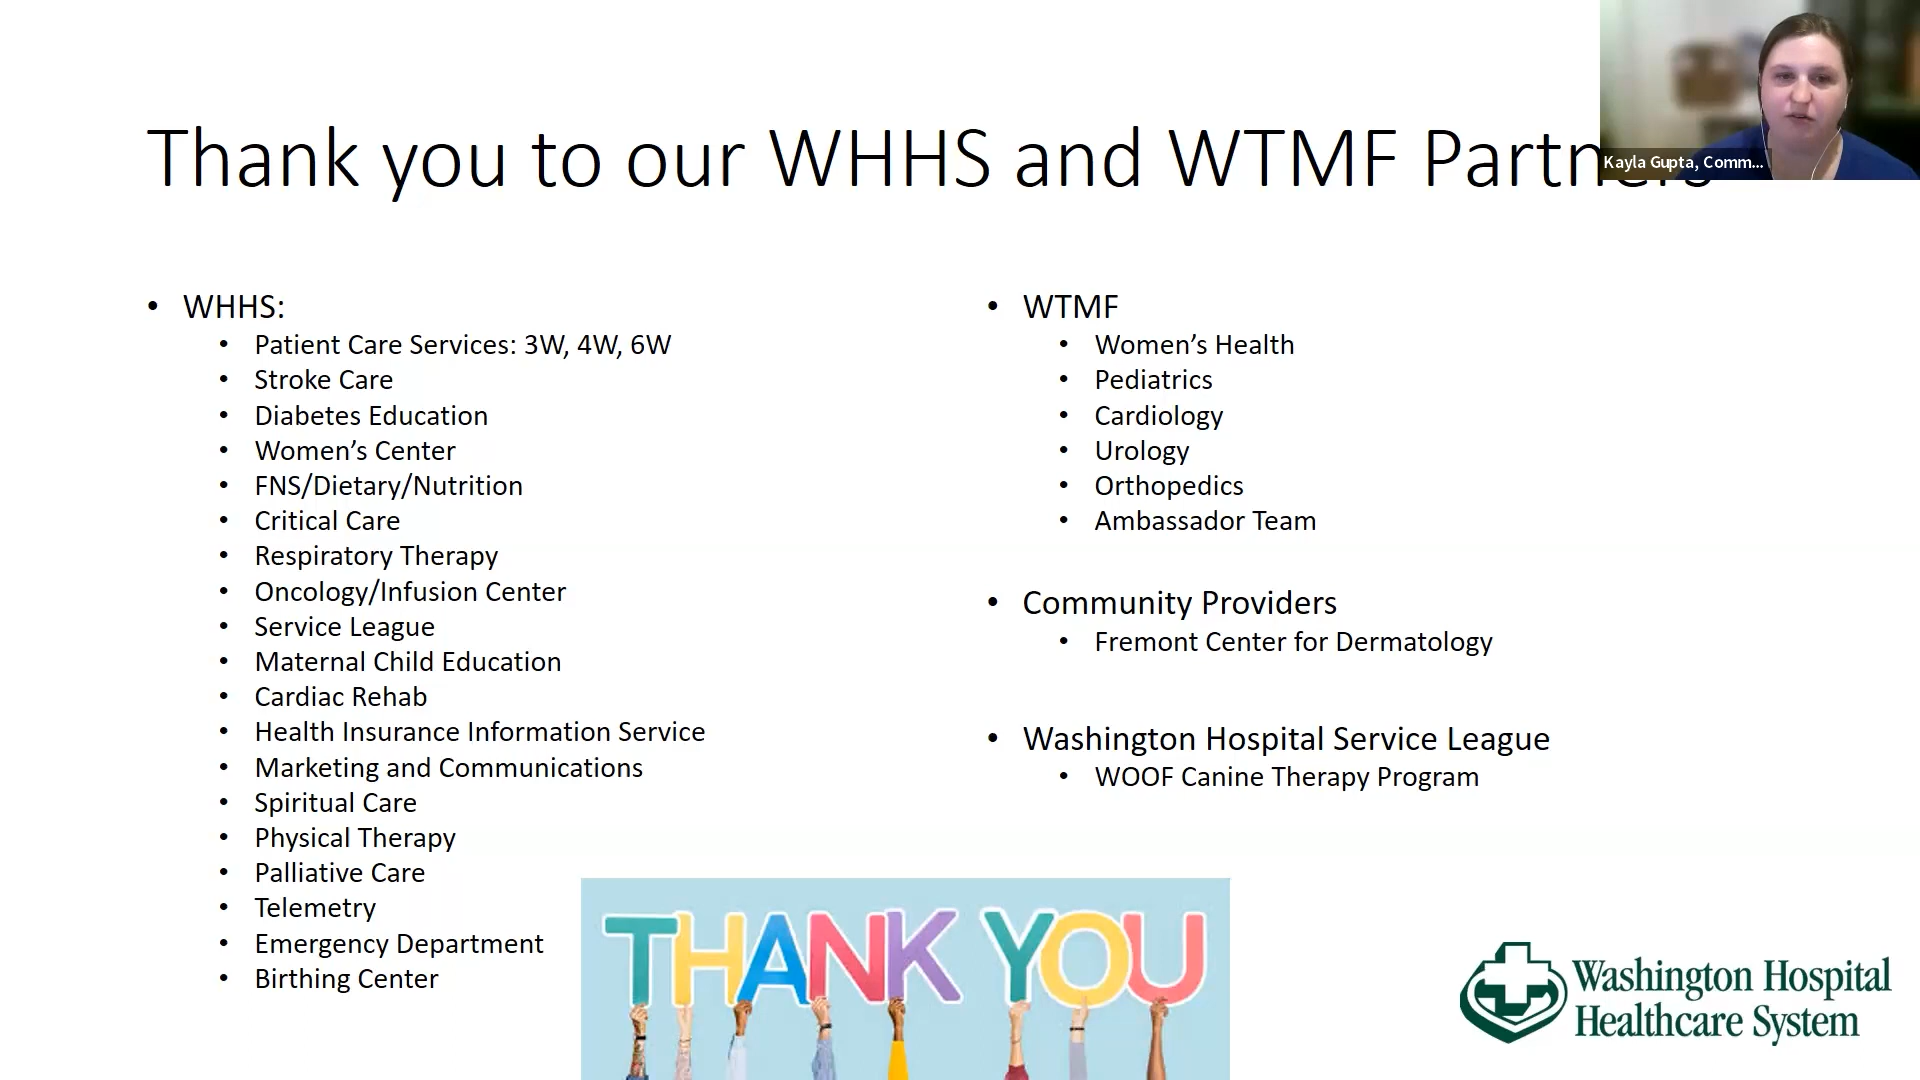 Thank you to our WHHS and WTMF Partners
Kayla Gupta, Comm...
• WHHS:
• Patient Care Services: 3W, 4W, 6W
• Stroke Care
• Diabetes Education
• Women’s Center
• FNS/Dietary/Nutrition
• Critical Care
• Respiratory Therapy
• Oncology/Infusion Center
• Service League
• Maternal Child Education
• Cardiac Rehab
• Health Insurance Information Service
• Marketing and Communications
• Spiritual Care
• Physical Therapy
• Palliative Care
• Telemetry
• Emergency Department
• Birthing Center
• WTMF
• Women’s Health
• Pediatrics
• Cardiology
• Urology
• Orthopedics
• Ambassador Team
• Community Providers
• Fremont Center for Dermatology
• Washington Hospital Service League
• WOOF Canine Therapy Program
THANK YOU
Washington Hospital
Healthcare System